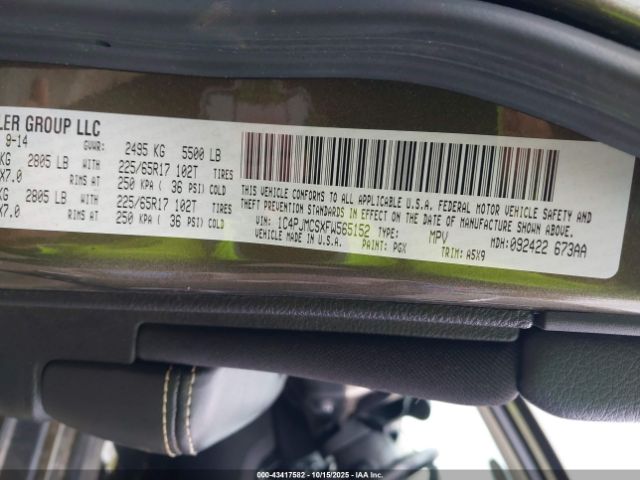 LER GROUP LLC
9-14 GVWR: 2495 KG 5500 LB
KG 2805 LB WITH 225/65R17 102T TIRES
X7.0 RIMS AT 250 KPA ( 36 PSI) COLD
KG 2805 LB WITH 225/65R17 102T TIRES
X7.0 RIMS AT 250 KPA ( 36 PSI) COLD
THIS VEHICLE CONFORMS TO ALL APPLICABLE U.S.A. FEDERAL MOTOR VEHICLE SAFETY AND
THEFT PREVENTION STANDARDS IN EFFECT ON THE DATE OF MANUFACTURE SHOWN ABOVE.
VIN: 1C4PJMCSXFW565152 TYPE: MPV MDH: 092422 673AA
MADE IN U.S.A. PAINT: PGX TRIM: A5X9
000-43417582 - 10/15/2025 - IAA Inc.